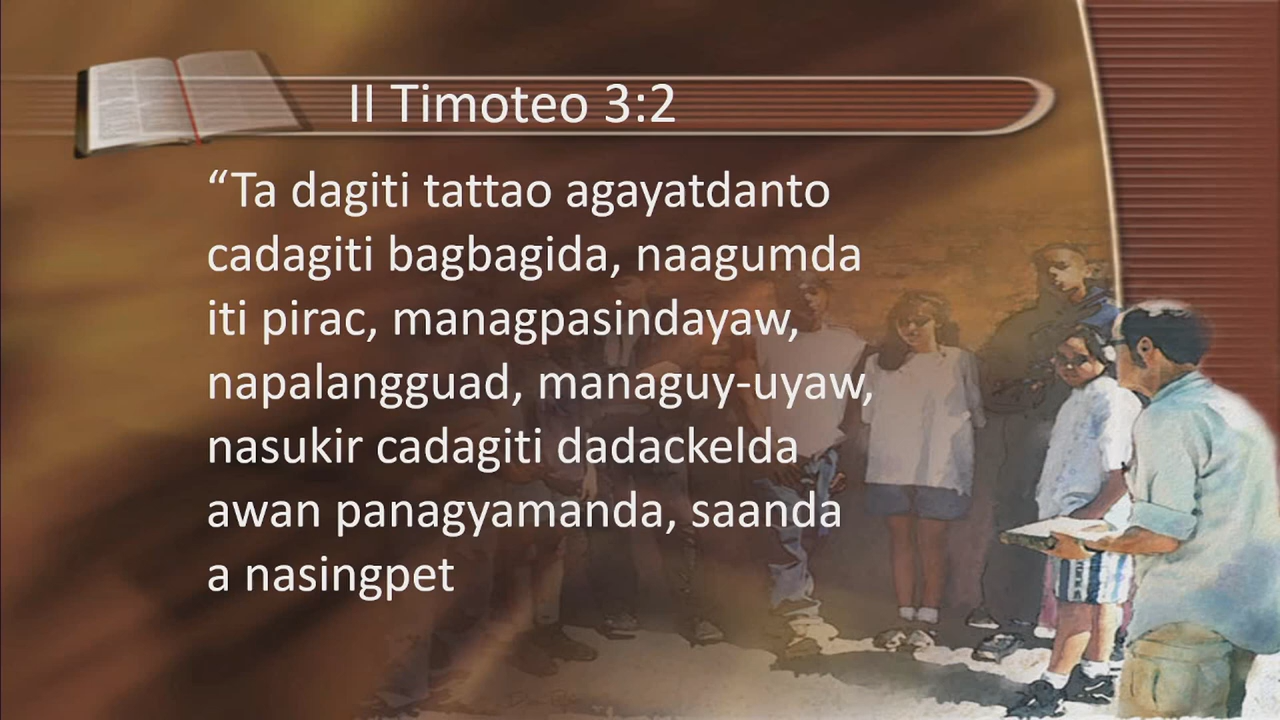 II Timoteo 3:2
“Ta dagiti tattao agayatdanto
cadagiti bagbagida, naagumda
iti pirac, managpasindayaw,
napalangguad, managuy-uyaw,
nasukir cadagiti dadackelda
awan panagyamanda, saanda
a nasingpet